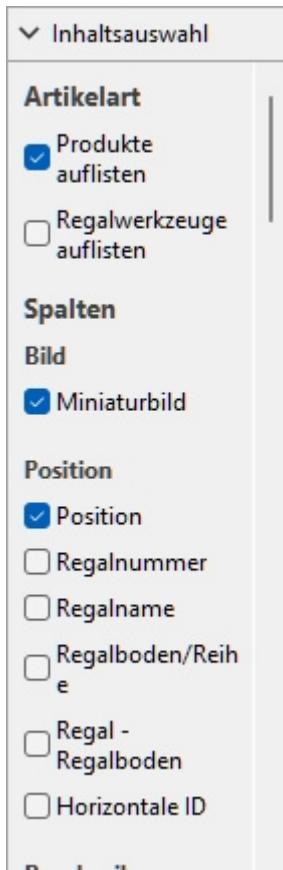 Inhaltsauswahl
Artikelart
Produkte
auflisten
Regalwerkzeuge
auflisten
Spalten
Bild
Miniaturbild
Position
Position
Regalnummer
Regalname
Regalboden/Reih
e
Regal -
Regalboden
Horizontale ID